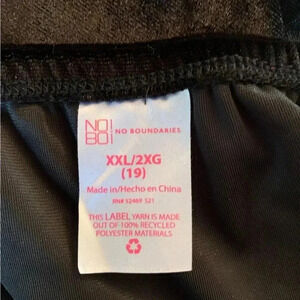 NO BO
NO BOUNDARIES
XXL/2XG
(19)
Made in/Hecho en China
RN# 52469 S21
THIS LABEL YARN IS MADE
OUT OF 100% RECYCLED
POLYESTER MATERIALS